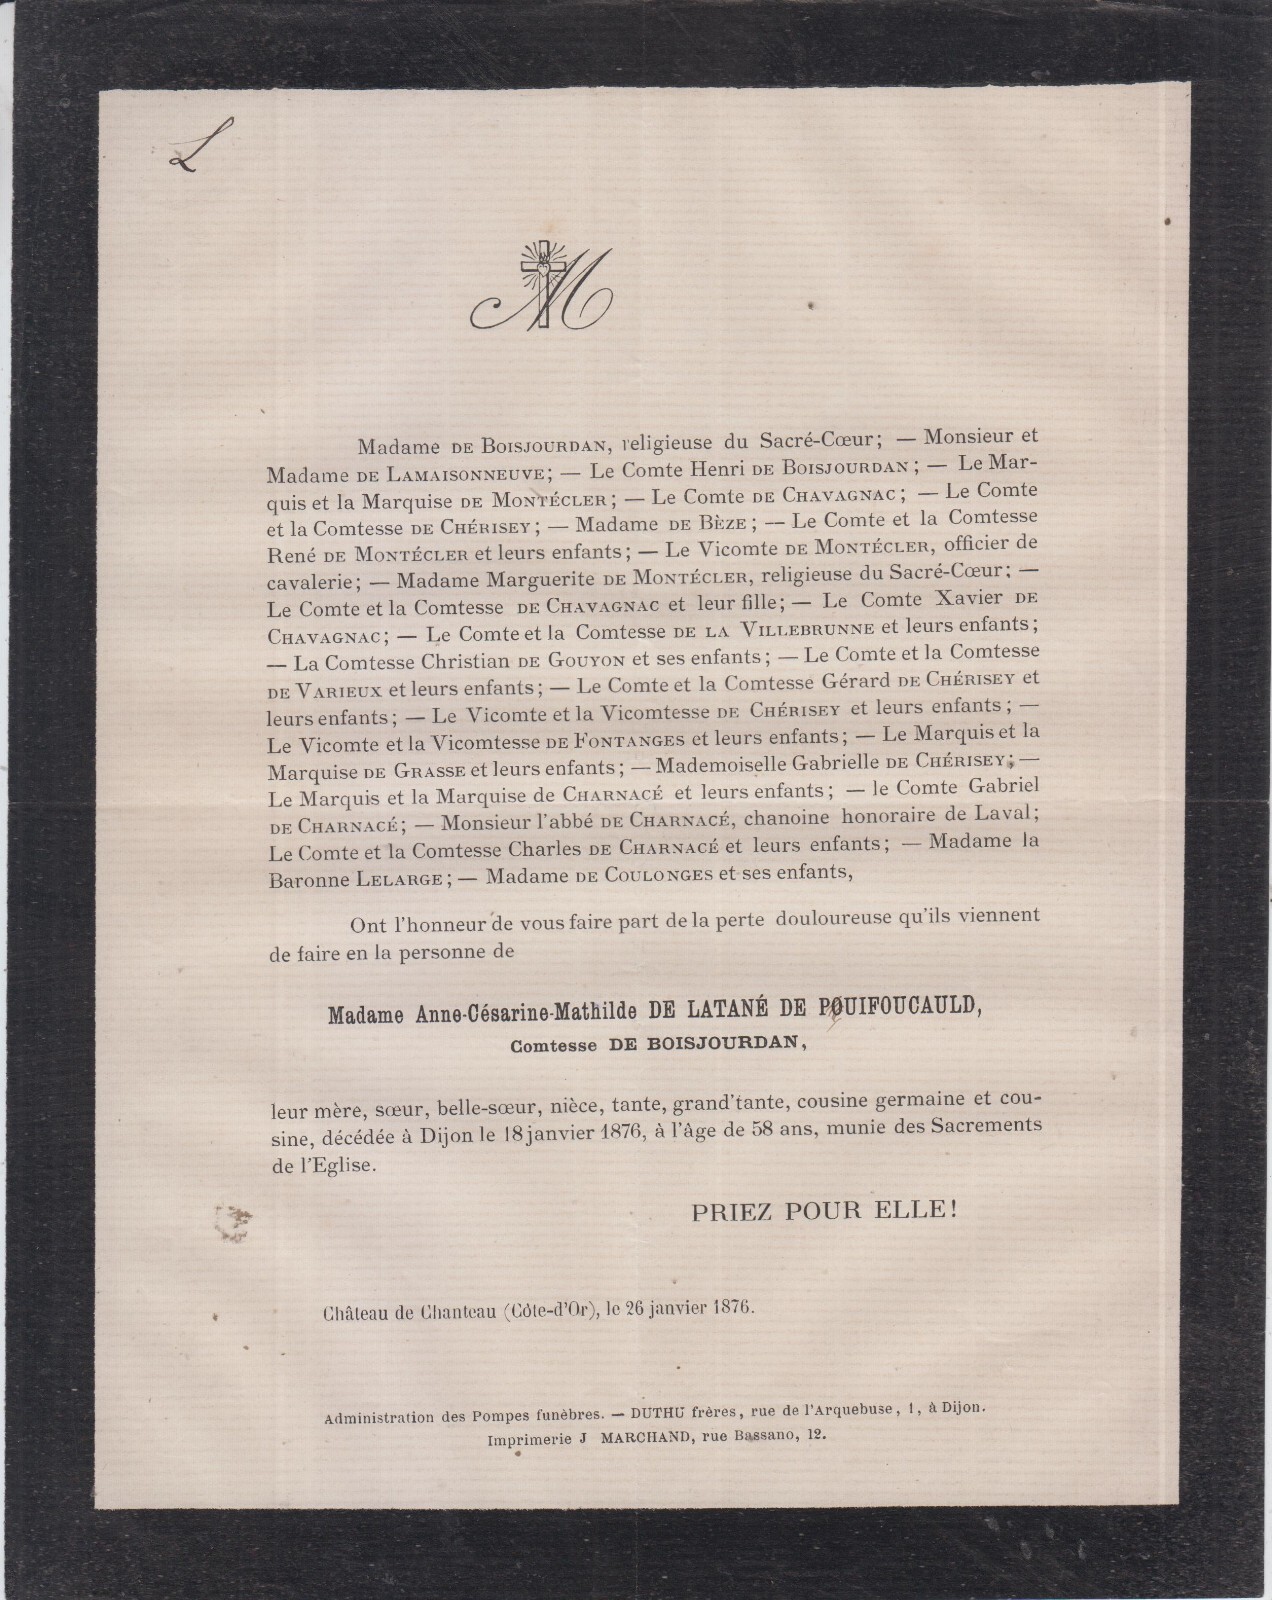 L
M
Madame DE BOISJOURDAN, religieuse du Sacré-Cœur; — Monsieur et
Madame DE LAMAISONNEUVE; — Le Comte Henri DE BOISJOURDAN; — Le Mar-
quis et la Marquise DE MONTÉCLER; — Le Comte DE CHAVAGNAC; — Le Comte
et la Comtesse DE CHÉRISEY; — Madame DE BÈZE; — Le Comte et la Comtesse
René DE MONTÉCLER et leurs enfants; — Le Vicomte DE MONTÉCLER, officier de
cavalerie; — Madame Marguerite DE MONTÉCLER, religieuse du Sacré-Cœur; —
Le Comte et la Comtesse DE CHAVAGNAC et leur fille; — Le Comte Xavier DE
CHAVAGNAC; — Le Comte et la Comtesse DE LA VILLEBRUNNE et leurs enfants;
— La Comtesse Christian DE GOUYON et ses enfants; — Le Comte et la Comtesse
DE VARIEUX et leurs enfants; — Le Comte et la Comtesse Gérard DE CHÉRISEY et
leurs enfants; — Le Vicomte et la Vicomtesse DE CHÉRISEY et leurs enfants; —
Le Vicomte et la Vicomtesse DE FONTANGES et leurs enfants; — Le Marquis et la
Marquise DE GRASSE et leurs enfants; — Mademoiselle Gabrielle DE CHÉRISEY; —
Le Marquis et la Marquise de CHARNACÉ et leurs enfants; — le Comte Gabriel
DE CHARNACÉ; — Monsieur l'abbé DE CHARNACÉ, chanoine honoraire de Laval;
Le Comte et la Comtesse Charles DE CHARNACÉ et leurs enfants; — Madame la
Baronne LELARGE; — Madame DE COULONGES et ses enfants,
Ont l'honneur de vous faire part de la perte douloureuse qu'ils viennent
de faire en la personne de
Madame Anne-Césarine-Mathilde DE LATANÉ DE POUIFOUCAULD,
Comtesse DE BOISJOURDAN,
leur mère, sœur, belle-sœur, nièce, tante, grand'tante, cousine germaine et cou-
sine, décédée à Dijon le 18 janvier 1876, à l'âge de 58 ans, munie des Sacrements
de l'Eglise.
PRIEZ POUR ELLE!
Château de Chanteau (Côte-d'Or), le 26 janvier 1876.
Administration des Pompes funèbres. — DUTHU frères, rue de l'Arquebuse, 1, à Dijon.
Imprimerie J MARCHAND, rue Bassano, 12.